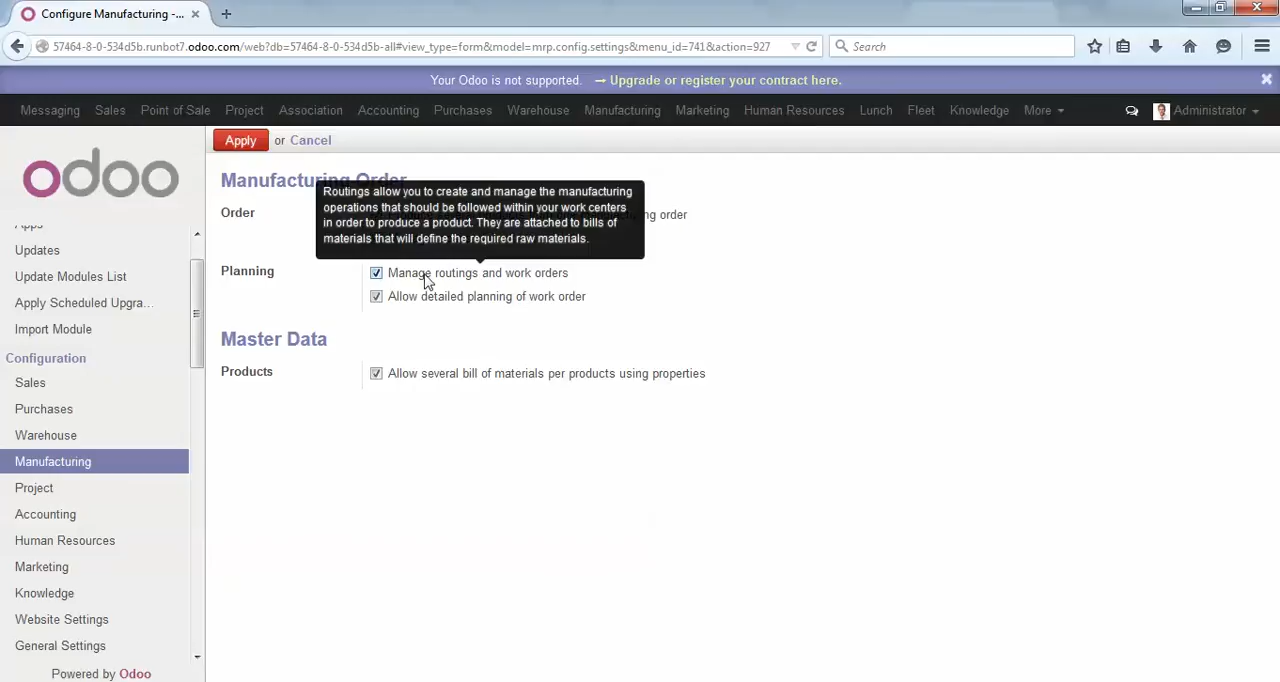 Configure Manufacturing -...
57464-8-0-534d5b.runbot7.odoo.com/web?db=57464-8-0-534d5b-all#view_type=form&model=mrp.config.settings&menu_id=741&action=927
Search
Your Odoo is not supported. → Upgrade or register your contract here.
Messaging Sales Point of Sale Project Association Accounting Purchases Warehouse Manufacturing Marketing Human Resources Lunch Fleet Knowledge More Administrator
odoo
Apps
Updates
Update Modules List
Apply Scheduled Upgra...
Import Module
Configuration
Sales
Purchases
Warehouse
Manufacturing
Project
Accounting
Human Resources
Marketing
Knowledge
Website Settings
General Settings
Powered by Odoo
Apply or Cancel
Manufacturing Order
Routings allow you to create and manage the manufacturing
operations that should be followed within your work centers
in order to produce a product. They are attached to bills of
materials that will define the required raw materials.
Order
order
Planning
Manage routings and work orders
Allow detailed planning of work order
Master Data
Products
Allow several bill of materials per products using properties